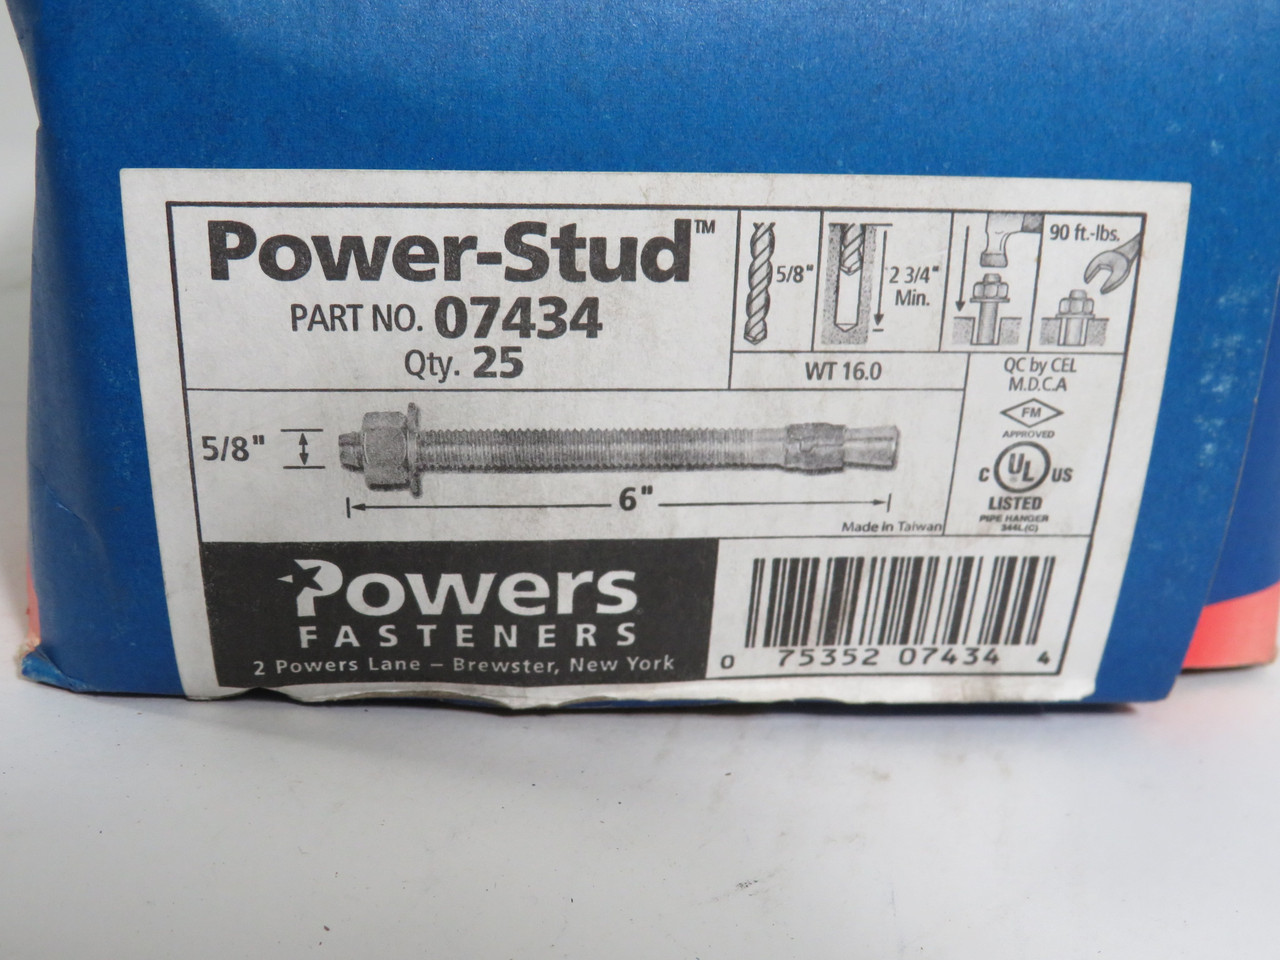 Power-Stud™
PART NO. 07434
Qty. 25
5/8"
2 3/4"
Min.
90 ft.-lbs.
WT 16.0
QC by CEL
M.D.C.A
FM
APPROVED
C UL US
LISTED
PIPE HANGER
344L(C)
5/8"
6"
Made in Taiwan
Powers
FASTENERS
2 Powers Lane – Brewster, New York
0 75352 07434 4